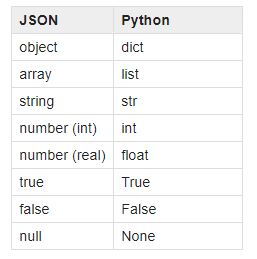 JSON Python
object dict
array list
string str
number (int) int
number (real) float
true True
false False
null None